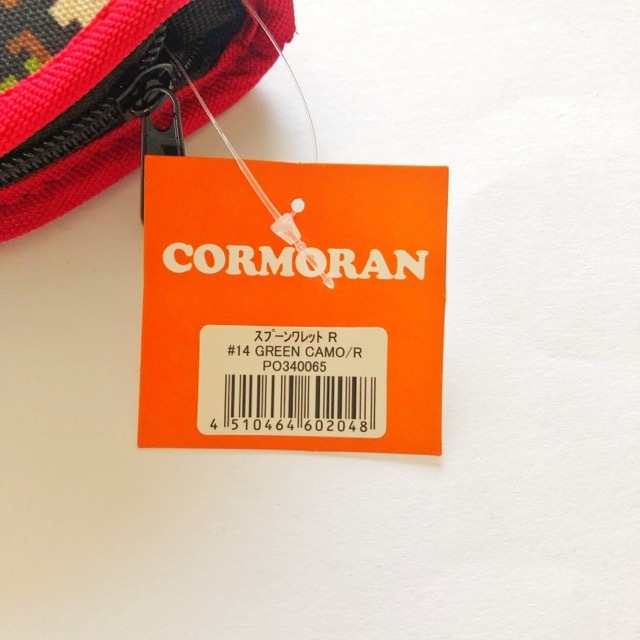 CORMORAN
ｽﾌﾟｰﾝﾜﾚｯﾄ R
#14 GREEN CAMO/R
PO340065
4 510464 602048